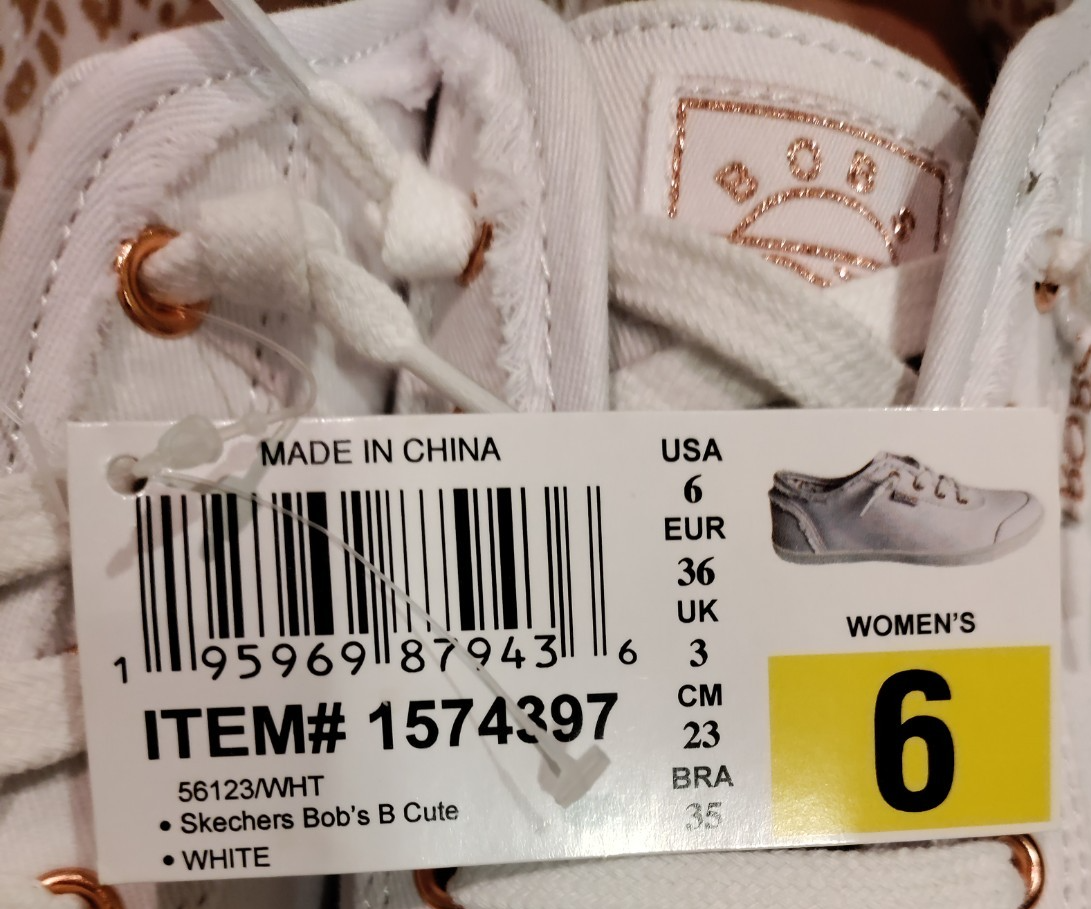 BOBS
MADE IN CHINA
1 95969 87943 6
ITEM# 1574397
56123/WHT
• Skechers Bob's B Cute
• WHITE
USA
6
EUR
36
UK
3
CM
23
BRA
35
WOMEN'S
6